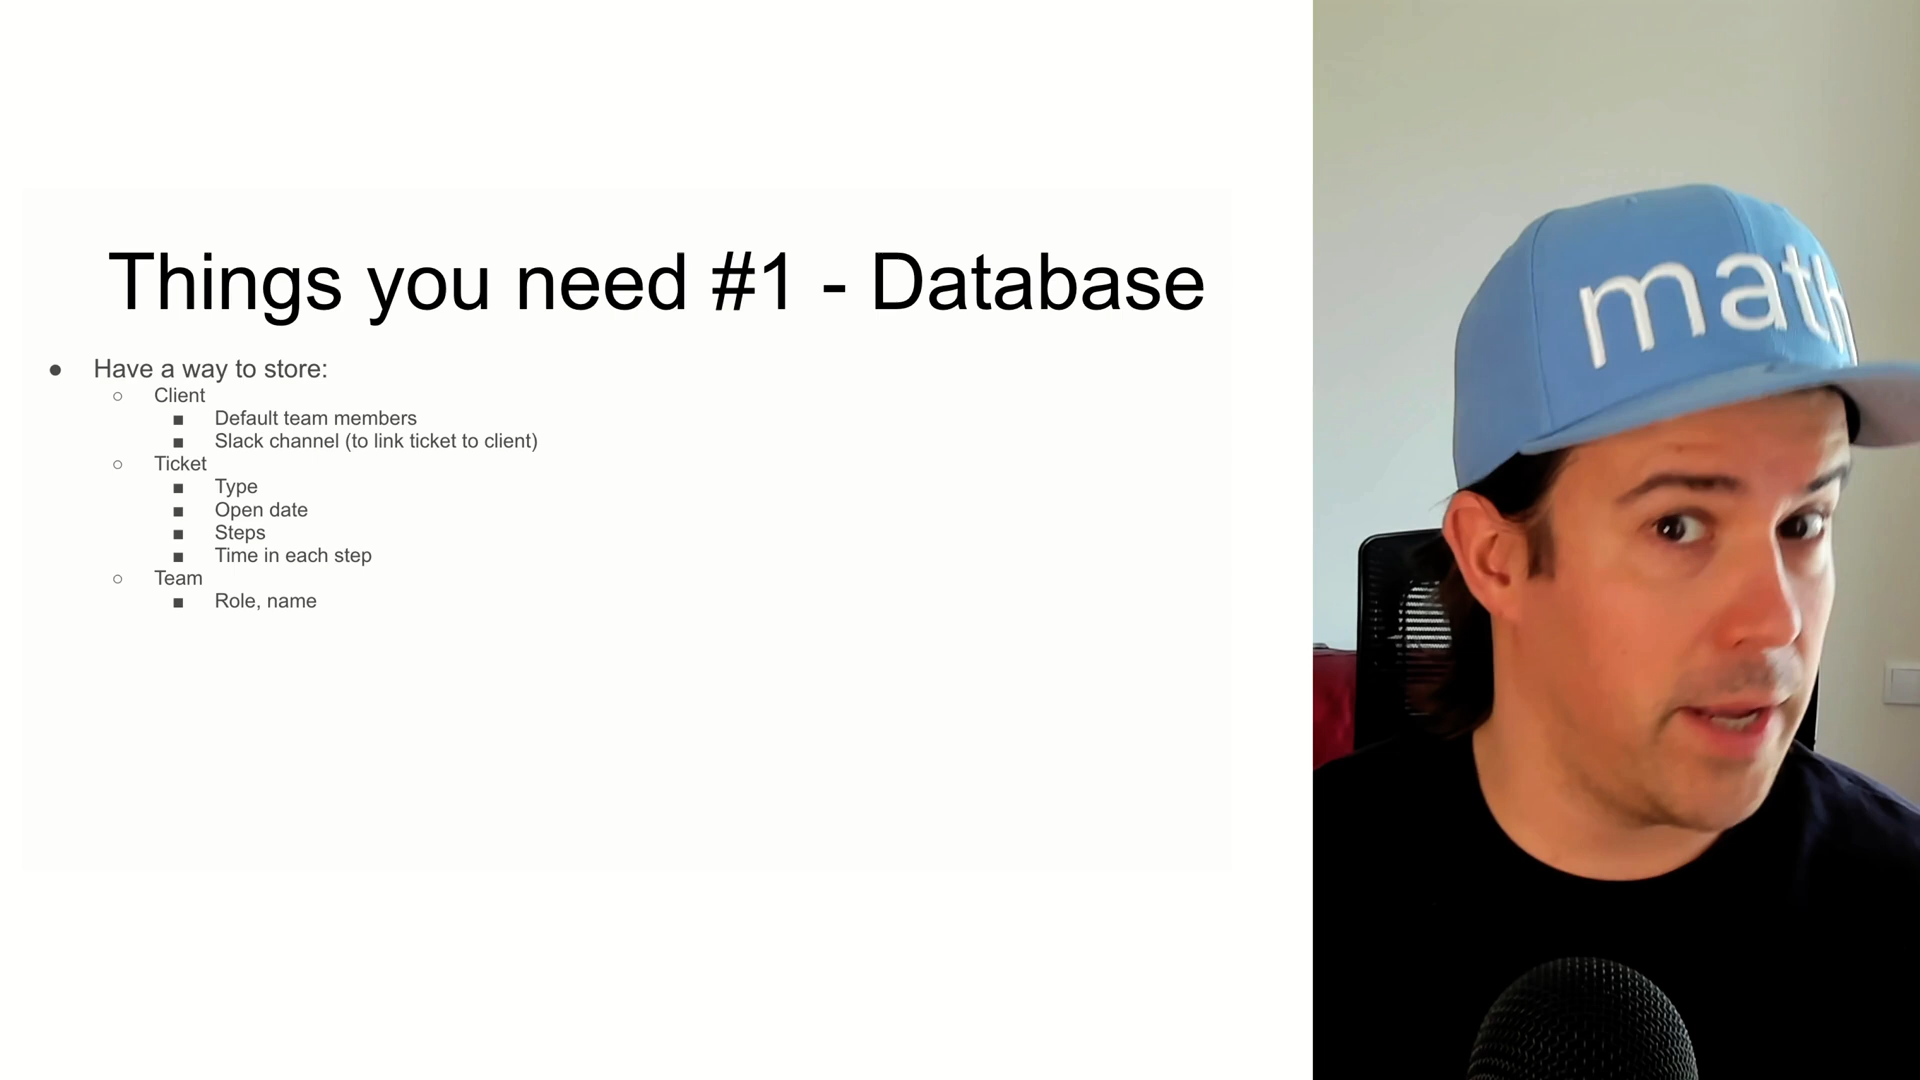 Things you need #1 - Database
● Have a way to store:
○ Client
■ Default team members
■ Slack channel (to link ticket to client)
○ Ticket
■ Type
■ Open date
■ Steps
■ Time in each step
○ Team
■ Role, name
math